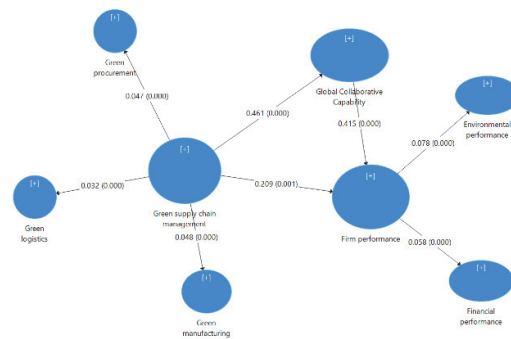 [+]
Green
procurement
[+]
Global Collaborative
Capability
[+]
Environmental
performance
0.047 (0.000)
0.461 (0.000)
0.415 (0.000)
0.078 (0.000)
[+]
Green
logistics
0.032 (0.000)
Green supply chain
management
0.209 (0.001)
[+]
Firm performance
0.048 (0.000)
0.058 (0.000)
[+]
Green
manufacturing
[+]
Financial
performance